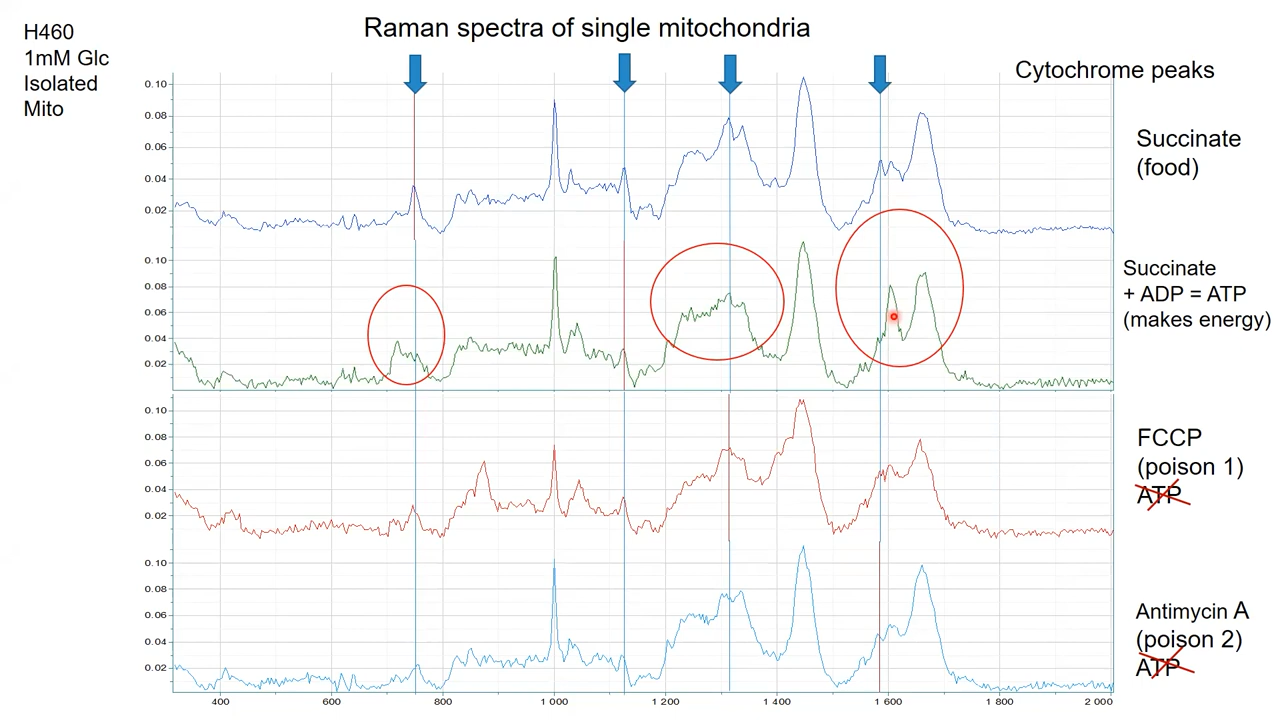 H460
1mM Glc
Isolated
Mito
Raman spectra of single mitochondria
Cytochrome peaks
0.10
0.08
0.06
0.04
0.02
Succinate
(food)
0.10
0.08
0.06
0.04
0.02
Succinate
+ ADP = ATP
(makes energy)
0.10
0.08
0.06
0.04
0.02
FCCP
(poison 1)
ATP
0.10
0.08
0.06
0.04
0.02
Antimycin A
(poison 2)
ATP
400 600 800 1 000 1 200 1 400 1 600 1 800 2 000